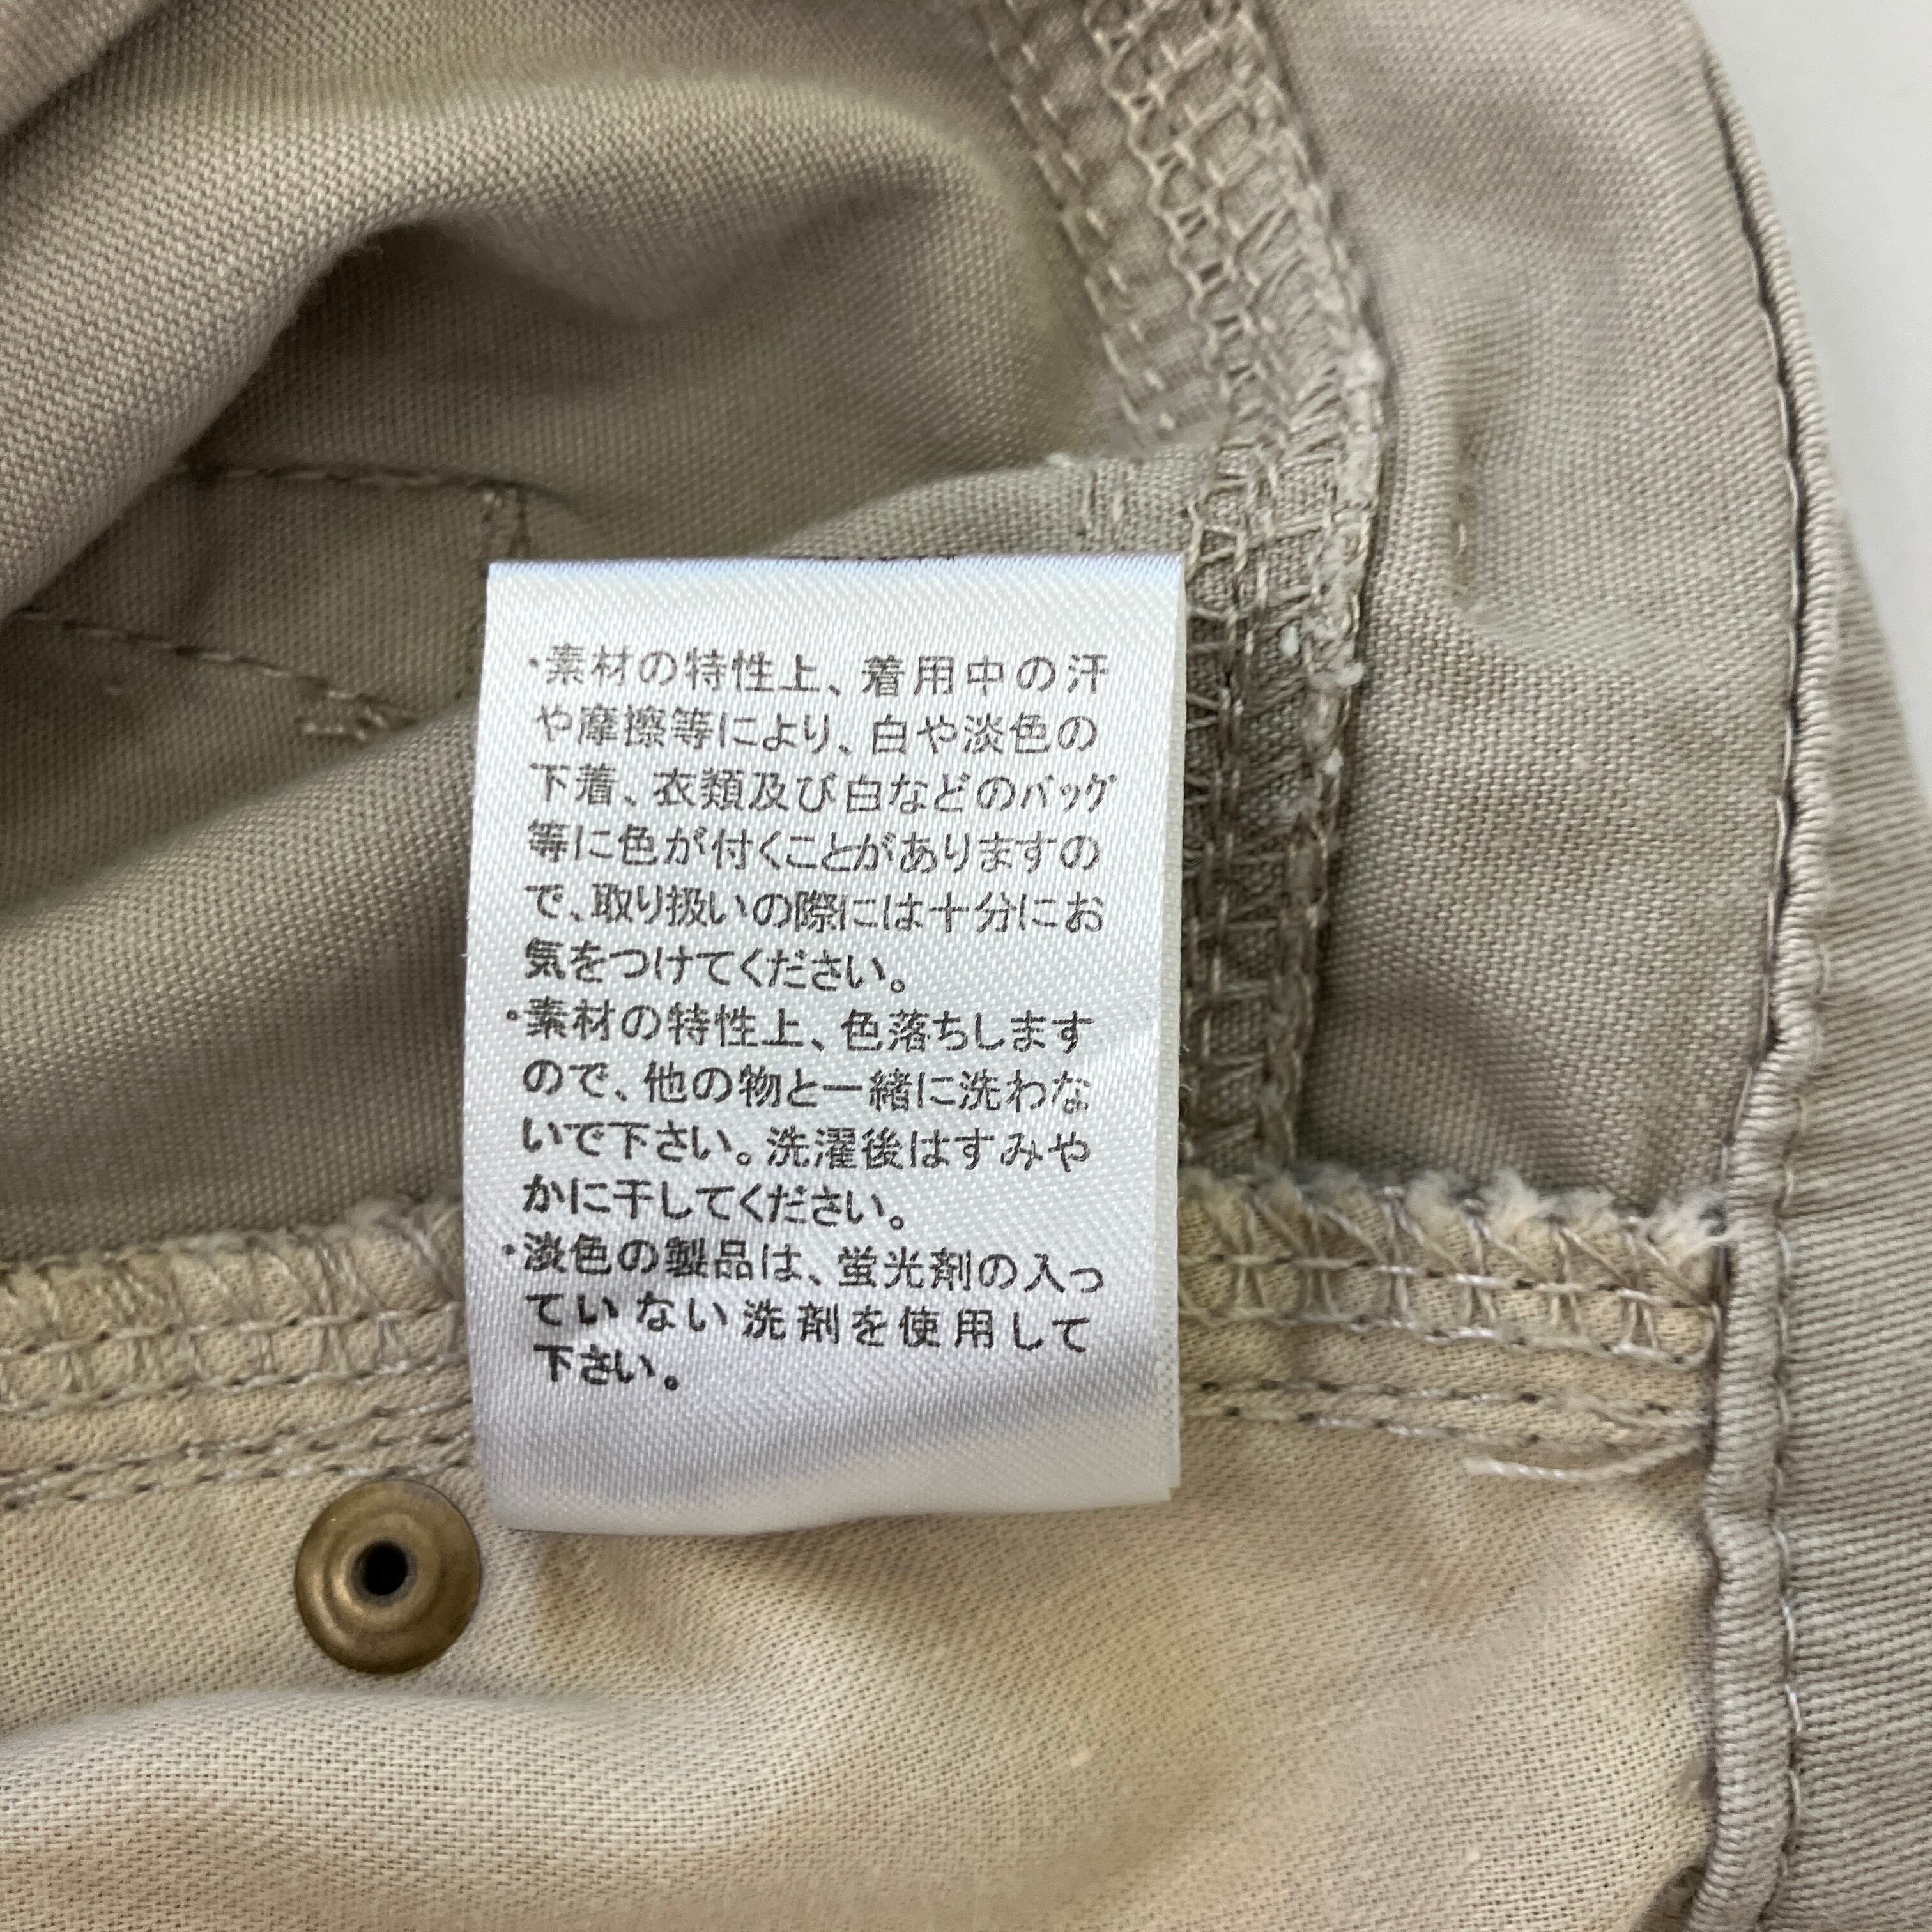 ・素材の特性上、着用中の汗
や摩擦等により、白や淡色の
下着、衣類及び白などのバッグ
等に色が付くことがありますの
で、取り扱いの際には十分にお
気をつけてください。
・素材の特性上、色落ちします
ので、他の物と一緒に洗わな
いで下さい。洗濯後はすみや
かに干してください。
・淡色の製品は、蛍光剤の入っ
ていない洗剤を使用して
下さい。